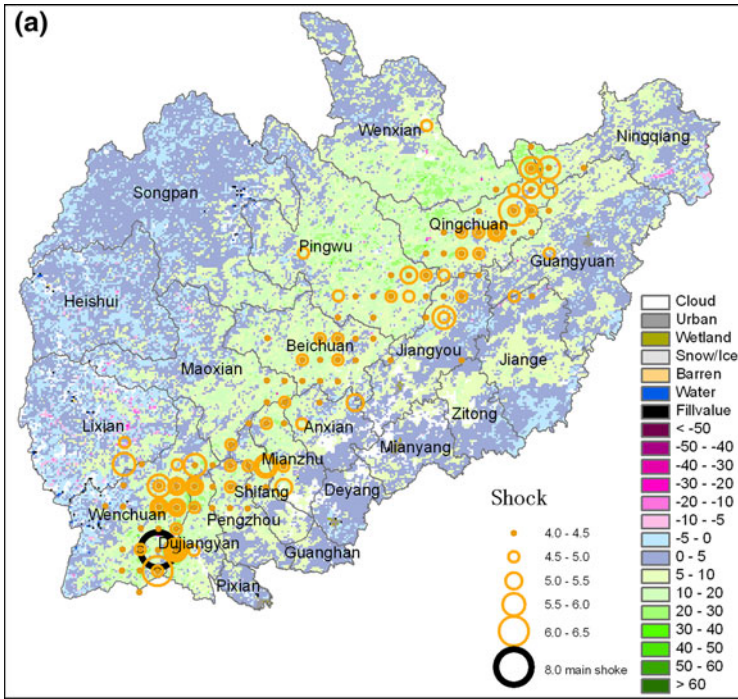 (a)
Wenxian
Ningqiang
Songpan
Qingchuan
Pingwu
Guangyuan
Heishui
Beichuan
Jiangyou
Maoxian
Jiange
Zitong
Lixian
Anxian
Mianyang
Mianzhu
Shifang
Deyang
Wenchuan
Pengzhou
Dujiangyan
Guanghan
Pixian
Shock
4.0 - 4.5
4.5 - 5.0
5.0 - 5.5
5.5 - 6.0
6.0 - 6.5
8.0 main shoke
Cloud
Urban
Wetland
Snow/Ice
Barren
Water
Fillvalue
< -50
-50 - -40
-40 - -30
-30 - -20
-20 - -10
-10 - -5
-5 - 0
0 - 5
5 - 10
10 - 20
20 - 30
30 - 40
40 - 50
50 - 60
> 60